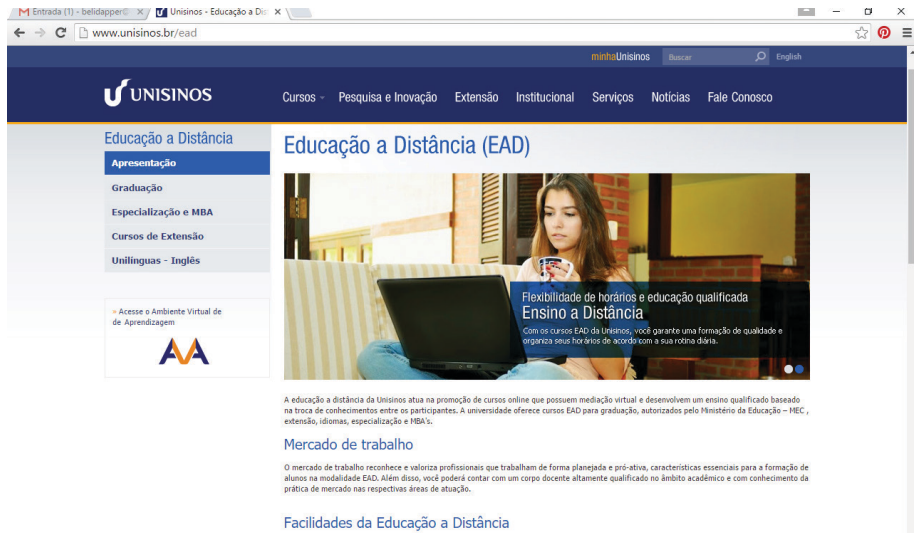 Entrada (1) - belidapper@
Unisinos - Educação a Dis
www.unisinos.br/ead
minhaUnisinos Buscar English
UNISINOS
Cursos Pesquisa e Inovação Extensão Institucional Serviços Notícias Fale Conosco
Educação a Distância
Apresentação
Graduação
Especialização e MBA
Cursos de Extensão
Unilínguas - Inglês
» Acesse o Ambiente Virtual de
de Aprendizagem
AVA
Educação a Distância (EAD)
Flexibilidade de horários e educação qualificada
Ensino a Distância
Com os cursos EAD da Unisinos, você garante uma formação de qualidade e
organiza seus horários de acordo com a sua rotina diária.
A educação a distância da Unisinos atua na promoção de cursos online que possuem mediação virtual e desenvolvem um ensino qualificado baseado
na troca de conhecimentos entre os participantes. A universidade oferece cursos EAD para graduação, autorizados pelo Ministério da Educação – MEC ,
extensão, idiomas, especialização e MBA's.
Mercado de trabalho
O mercado de trabalho reconhece e valoriza profissionais que trabalham de forma planejada e pró-ativa, características essenciais para a formação de
alunos na modalidade EAD. Além disso, você poderá contar com um corpo docente altamente qualificado no âmbito acadêmico e com conhecimento da
prática de mercado nas respectivas áreas de atuação.
Facilidades da Educação a Distância